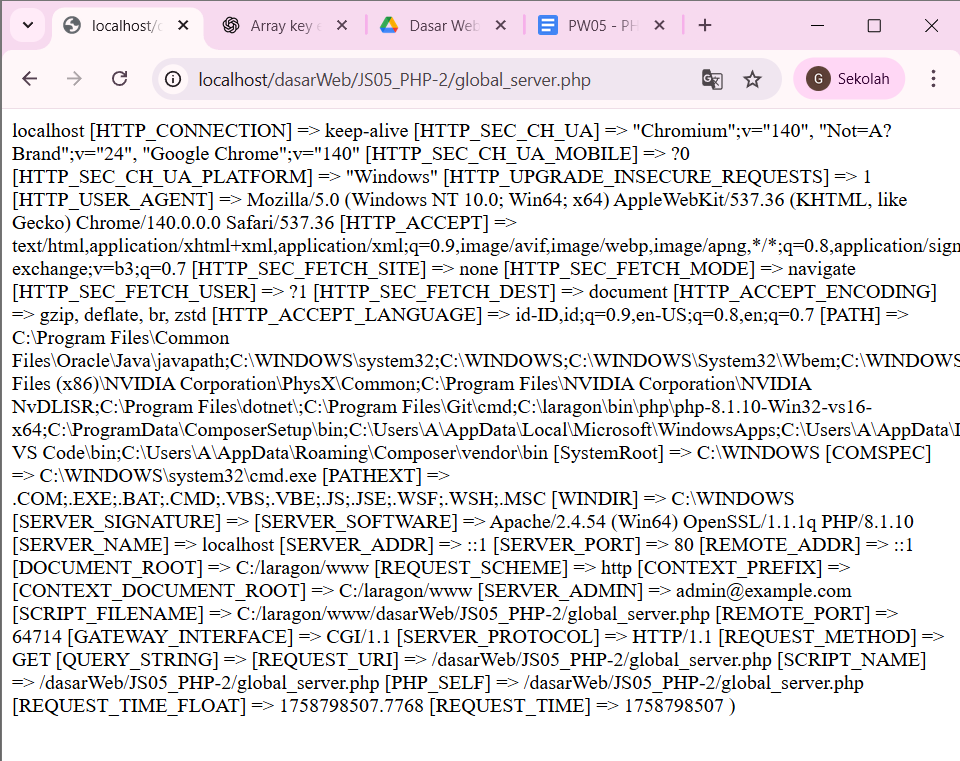 localhost/c
Array key e
Dasar Web
PW05 - PH
localhost/dasarWeb/JS05_PHP-2/global_server.php
G
Sekolah
localhost [HTTP_CONNECTION] => keep-alive [HTTP_SEC_CH_UA] => "Chromium";v="140", "Not=A?
Brand";v="24", "Google Chrome";v="140" [HTTP_SEC_CH_UA_MOBILE] => ?0
[HTTP_SEC_CH_UA_PLATFORM] => "Windows" [HTTP_UPGRADE_INSECURE_REQUESTS] => 1
[HTTP_USER_AGENT] => Mozilla/5.0 (Windows NT 10.0; Win64; x64) AppleWebKit/537.36 (KHTML, like
Gecko) Chrome/140.0.0.0 Safari/537.36 [HTTP_ACCEPT] =>
text/html,application/xhtml+xml,application/xml;q=0.9,image/avif,image/webp,image/apng,*/*;q=0.8,application/sign
exchange;v=b3;q=0.7 [HTTP_SEC_FETCH_SITE] => none [HTTP_SEC_FETCH_MODE] => navigate
[HTTP_SEC_FETCH_USER] => ?1 [HTTP_SEC_FETCH_DEST] => document [HTTP_ACCEPT_ENCODING]
=> gzip, deflate, br, zstd [HTTP_ACCEPT_LANGUAGE] => id-ID,id;q=0.9,en-US;q=0.8,en;q=0.7 [PATH] =>
C:\Program Files\Common
Files\Oracle\Java\javapath;C:\WINDOWS\system32;C:\WINDOWS;C:\WINDOWS\System32\Wbem;C:\WINDOWS
Files (x86)\NVIDIA Corporation\PhysX\Common;C:\Program Files\NVIDIA Corporation\NVIDIA
NvDLISR;C:\Program Files\dotnet\;C:\Program Files\Git\cmd;C:\laragon\bin\php\php-8.1.10-Win32-vs16-
x64;C:\ProgramData\ComposerSetup\bin;C:\Users\A\AppData\Local\Microsoft\WindowsApps;C:\Users\A\AppData\L
VS Code\bin;C:\Users\A\AppData\Roaming\Composer\vendor\bin [SystemRoot] => C:\WINDOWS [COMSPEC]
=> C:\WINDOWS\system32\cmd.exe [PATHEXT] =>
.COM;.EXE;.BAT;.CMD;.VBS;.VBE;.JS;.JSE;.WSF;.WSH;.MSC [WINDIR] => C:\WINDOWS
[SERVER_SIGNATURE] => [SERVER_SOFTWARE] => Apache/2.4.54 (Win64) OpenSSL/1.1.1q PHP/8.1.10
[SERVER_NAME] => localhost [SERVER_ADDR] => ::1 [SERVER_PORT] => 80 [REMOTE_ADDR] => ::1
[DOCUMENT_ROOT] => C:/laragon/www [REQUEST_SCHEME] => http [CONTEXT_PREFIX] =>
[CONTEXT_DOCUMENT_ROOT] => C:/laragon/www [SERVER_ADMIN] => admin@example.com
[SCRIPT_FILENAME] => C:/laragon/www/dasarWeb/JS05_PHP-2/global_server.php [REMOTE_PORT] =>
64714 [GATEWAY_INTERFACE] => CGI/1.1 [SERVER_PROTOCOL] => HTTP/1.1 [REQUEST_METHOD] =>
GET [QUERY_STRING] => [REQUEST_URI] => /dasarWeb/JS05_PHP-2/global_server.php [SCRIPT_NAME]
=> /dasarWeb/JS05_PHP-2/global_server.php [PHP_SELF] => /dasarWeb/JS05_PHP-2/global_server.php
[REQUEST_TIME_FLOAT] => 1758798507.7768 [REQUEST_TIME] => 1758798507 )